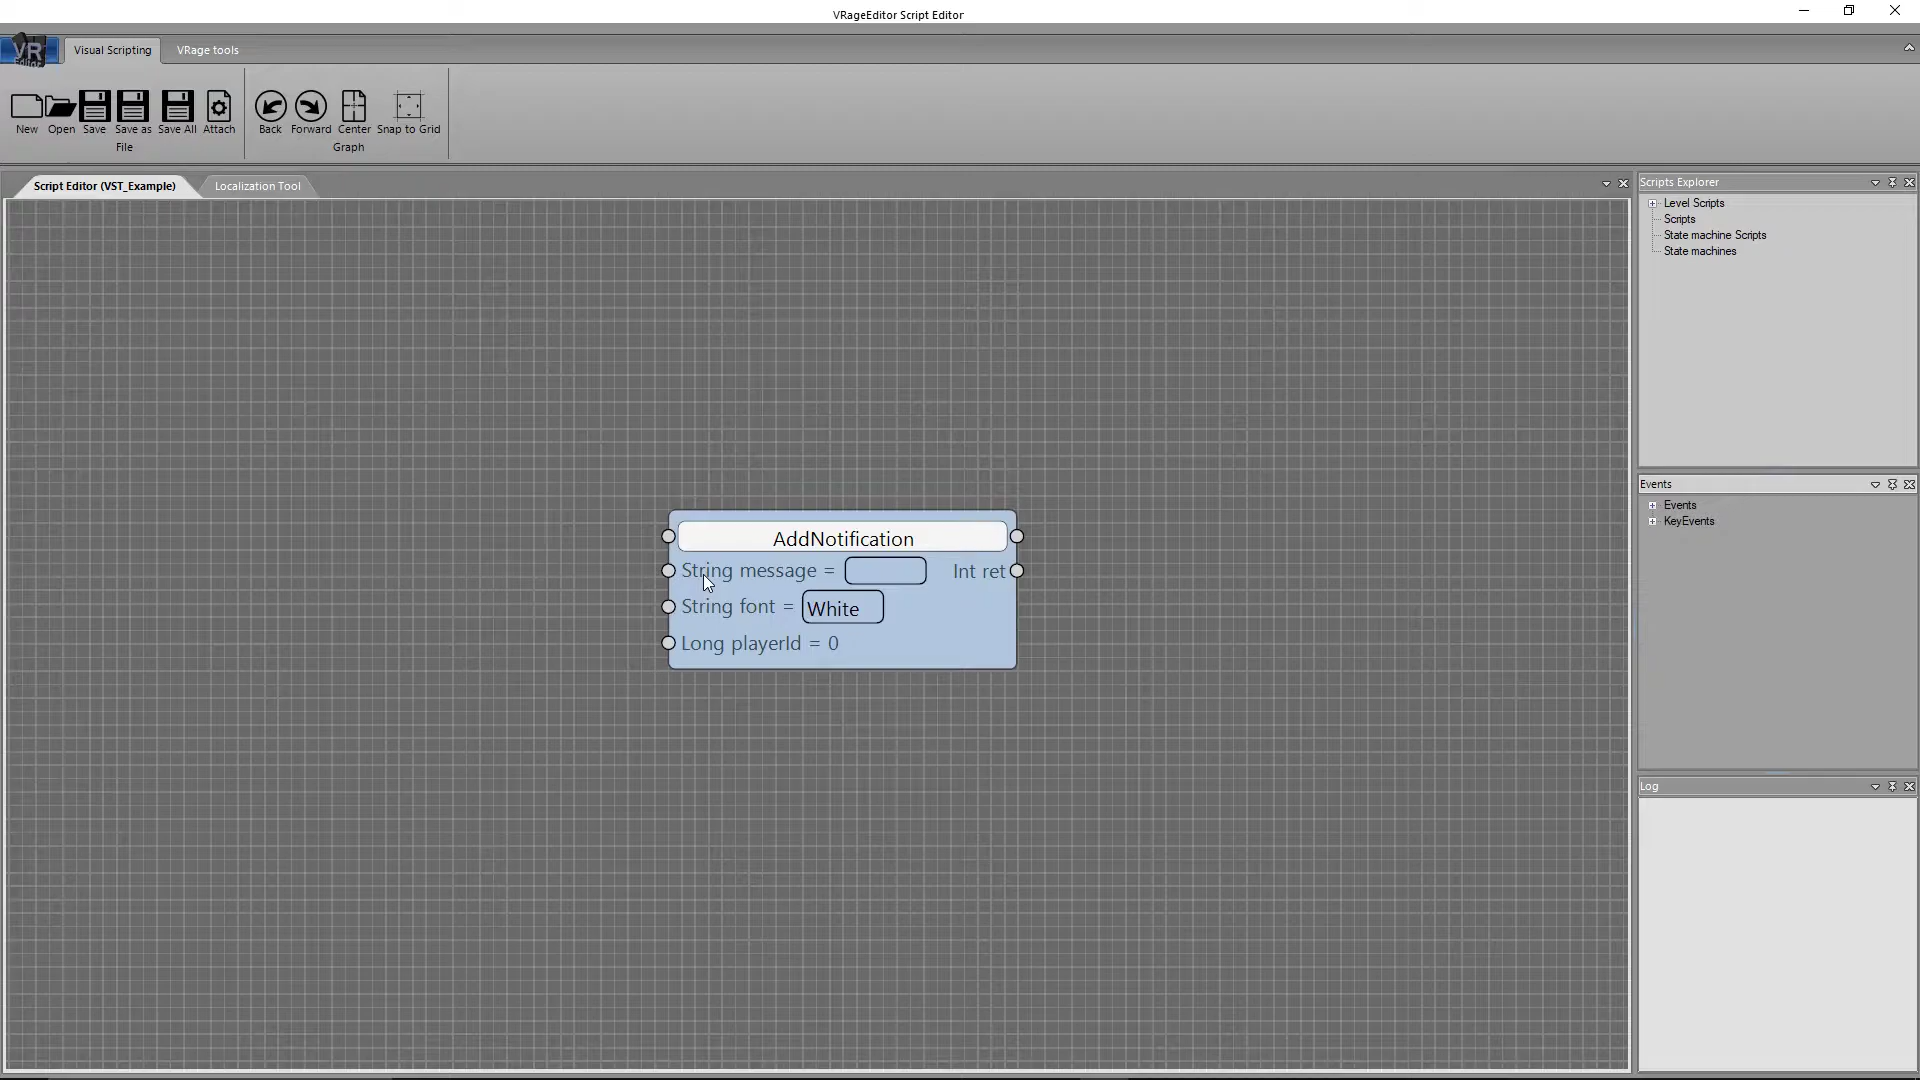 VRageEditor Script Editor
VR
Editor
Visual Scripting
VRage tools
New
Open
Save
Save as
Save All
Attach
Back
Forward
Center
Snap to Grid
File
Graph
Script Editor (VST_Example)
Localization Tool
Scripts Explorer
Level Scripts
Scripts
State machine Scripts
State machines
AddNotification
String message =
Int ret
String font = White
Long playerId = 0
Events
Events
KeyEvents
Log